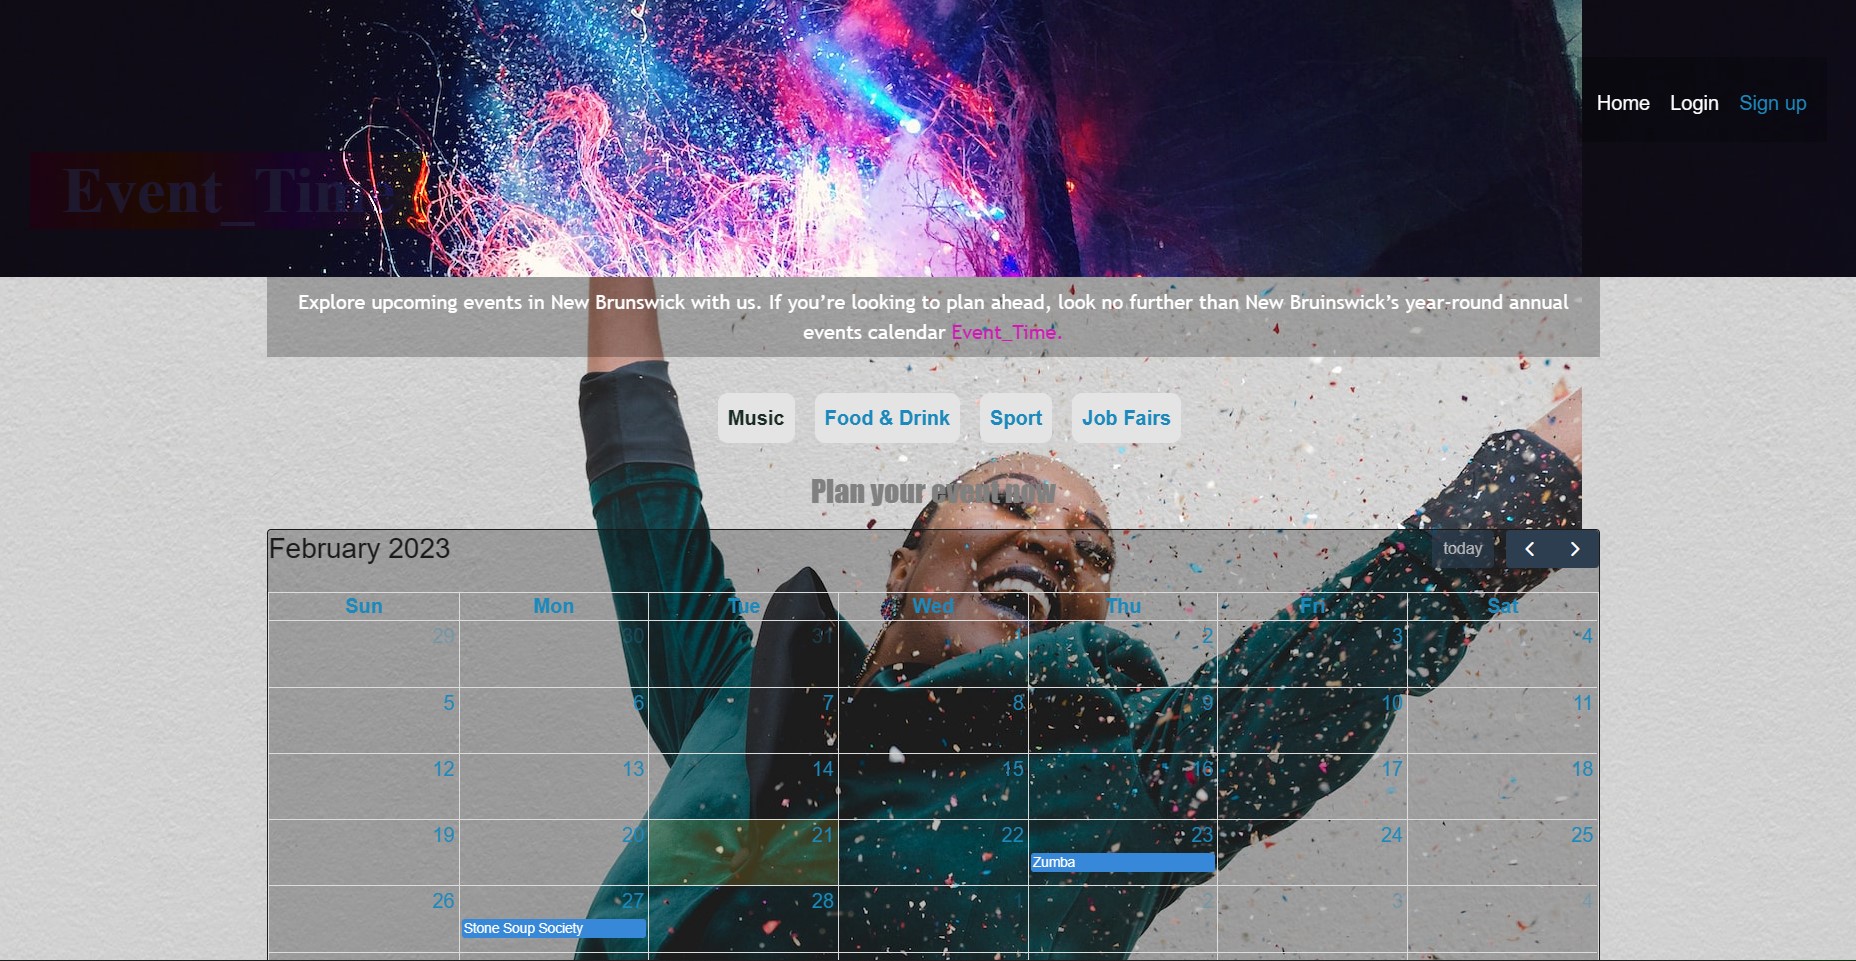 Home Login Sign up
Event_Time
Explore upcoming events in New Brunswick with us. If you’re looking to plan ahead, look no further than New Bruinswick’s year-round annual
events calendar Event_Time.
Music Food & Drink Sport Job Fairs
Plan your event now
February 2023 today
Sun Mon Tue Wed Thu Fri Sat
29 30 31 1 2 3 4
5 6 7 8 9 10 11
12 13 14 15 16 17 18
19 20 21 22 23 24 25
Zumba
26 27 28 1 2 3 4
Stone Soup Society